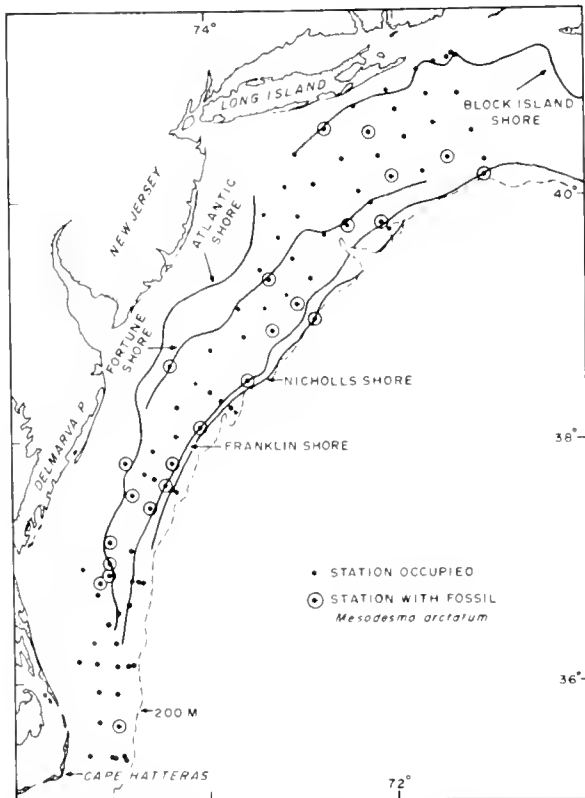 74°
LONG ISLAND
BLOCK ISLAND
SHORE
40°
NEW JERSEY
ATLANTIC
SHORE
FORTUNE
SHORE
NICHOLLS SHORE
DELMARVA P.
38°
FRANKLIN SHORE
STATION OCCUPIED
STATION WITH FOSSIL
Mesodesma arctatum
36°
200 M
CAPE HATTERAS
72°